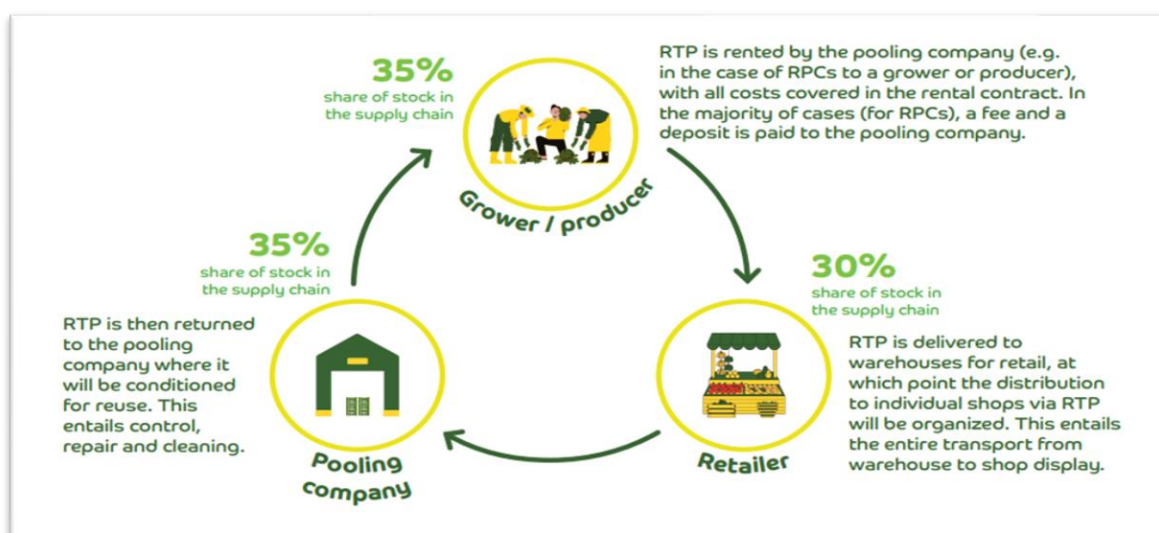 35%
share of stock in
the supply chain
RTP is rented by the pooling company (e.g.
in the case of RPCs to a grower or producer),
with all costs covered in the rental contract. In
the majority of cases (for RPCs), a fee and a
deposit is paid to the pooling company.
Grower / producer
35%
share of stock in
the supply chain
30%
share of stock in
the supply chain
RTP is then returned
to the pooling
company where it
will be conditioned
for reuse. This
entails control,
repair and cleaning.
RTP is delivered to
warehouses for retail, at
which point the distribution
to individual shops via RTP
will be organized. This entails
the entire transport from
warehouse to shop display.
Pooling
company
Retailer